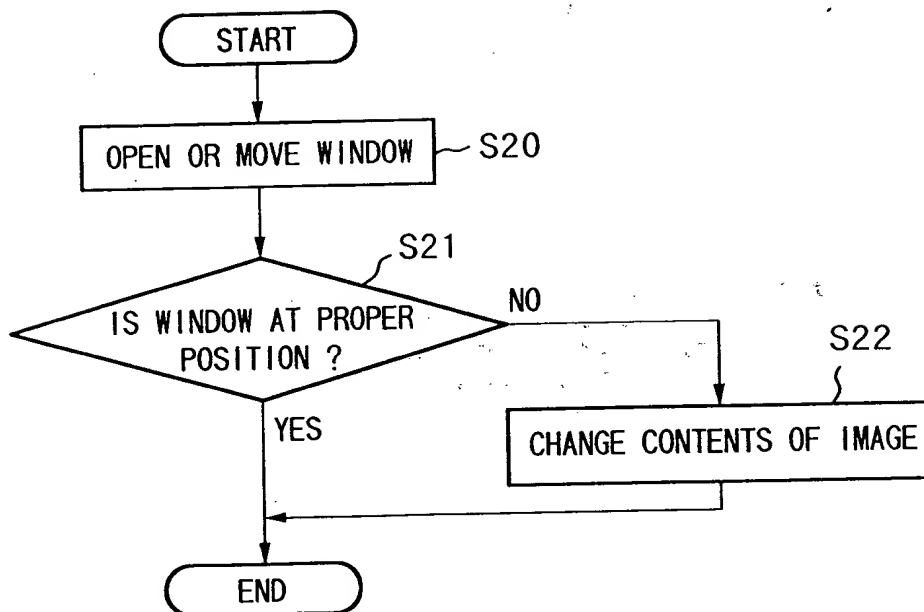 START
OPEN OR MOVE WINDOW
S20
S21
IS WINDOW AT PROPER
POSITION ?
NO
YES
S22
CHANGE CONTENTS OF IMAGE
END